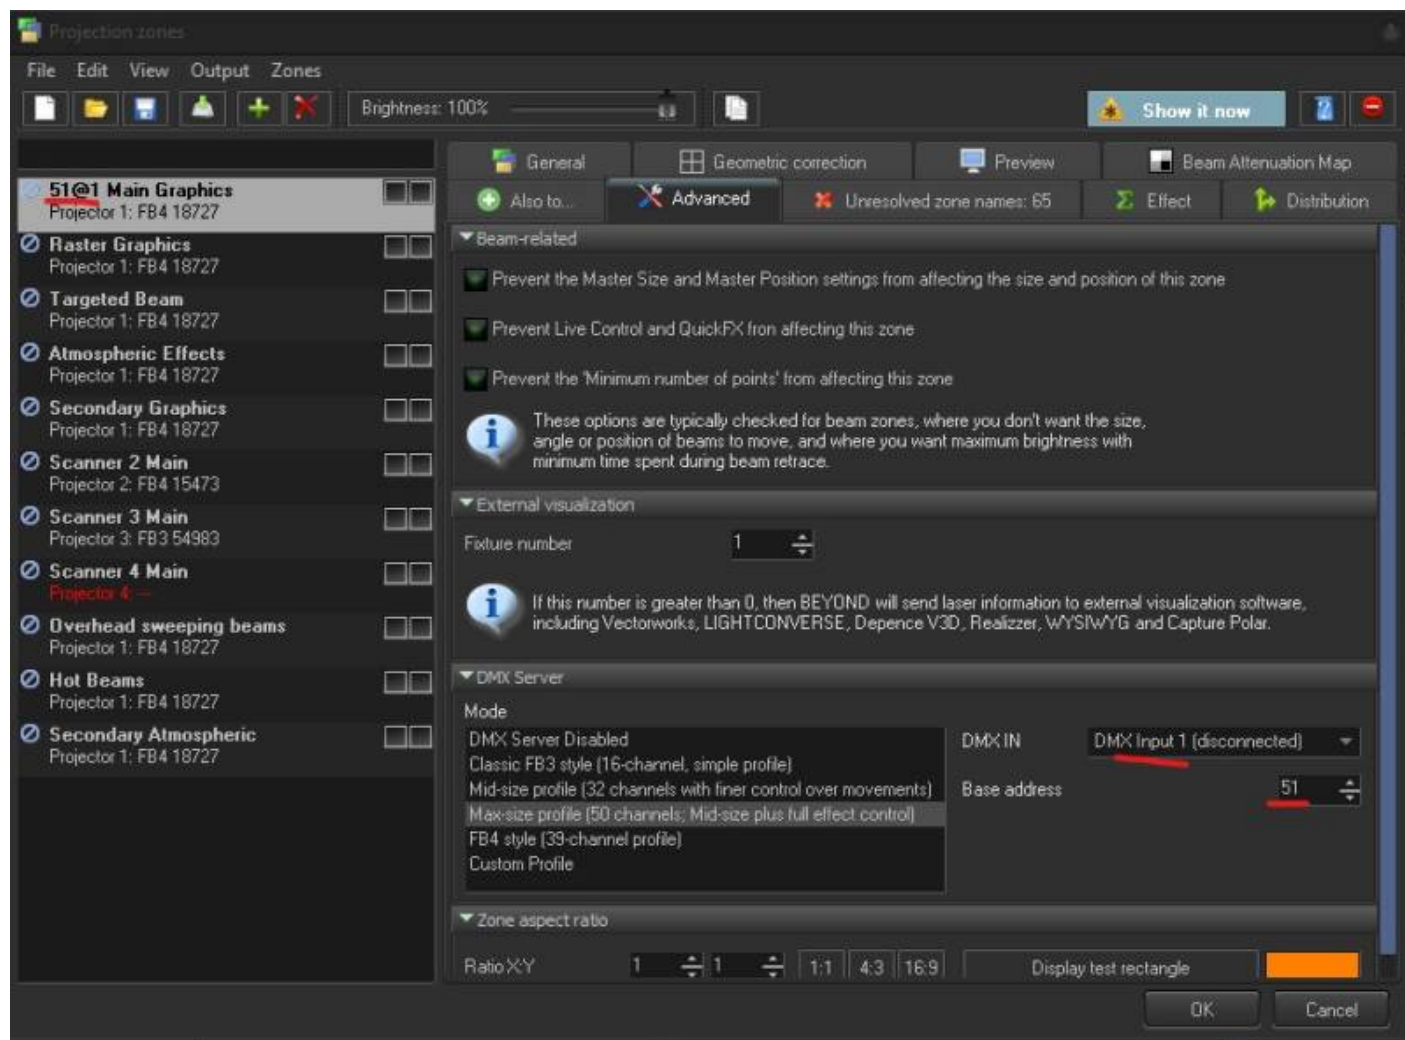 Projection zones
File Edit View Output Zones
Brightness: 100%
Show it now
51@1 Main Graphics
Projector 1: FB4 18727
Raster Graphics
Projector 1: FB4 18727
Targeted Beam
Projector 1: FB4 18727
Atmospheric Effects
Projector 1: FB4 18727
Secondary Graphics
Projector 1: FB4 18727
Scanner 2 Main
Projector 2: FB4 15473
Scanner 3 Main
Projector 3: FB3 54983
Scanner 4 Main
Projector 4: ---
Overhead sweeping beams
Projector 1: FB4 18727
Hot Beams
Projector 1: FB4 18727
Secondary Atmospheric
Projector 1: FB4 18727
General Geometric correction Preview Beam Attenuation Map
Also to... Advanced Unresolved zone names: 65 Effect Distribution
Beam-related
Prevent the Master Size and Master Position settings from affecting the size and position of this zone
Prevent Live Control and QuickFX from affecting this zone
Prevent the 'Minimum number of points' from affecting this zone
These options are typically checked for beam zones, where you don't want the size,
angle or position of beams to move, and where you want maximum brightness with
minimum time spent during beam retrace.
External visualization
Fixture number 1
If this number is greater than 0, then BEYOND will send laser information to external visualization software,
including Vectorworks, LIGHTCONVERSE, Depence V3D, Realizzer, WYSIWYG and Capture Polar.
DMX Server
Mode
DMX Server Disabled
Classic FB3 style (16-channel, simple profile)
Mid-size profile (32 channels with finer control over movements)
Max-size profile (50 channels; Mid-size plus full effect control)
FB4 style (39-channel profile)
Custom Profile
DMX IN DMX Input 1 (disconnected)
Base address 51
Zone aspect ratio
Ratio X:Y 1 1 1:1 4:3 16:9 Display test rectangle
OK Cancel